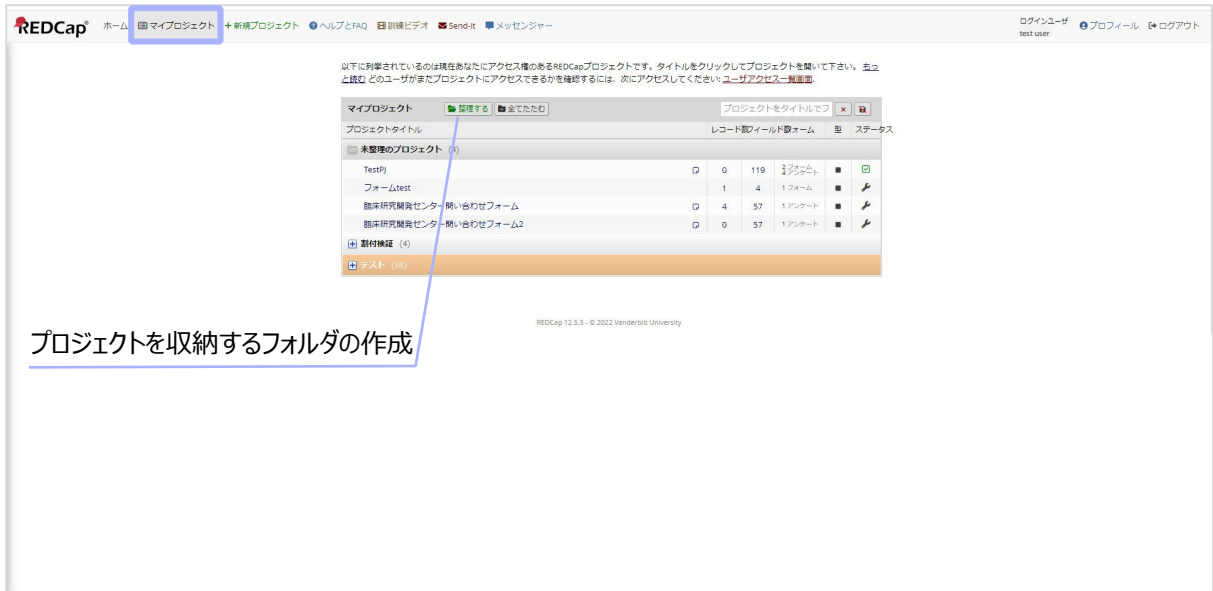 REDCap® ホーム マイプロジェクト +新規プロジェクト ヘルプとFAQ 訓練ビデオ Send-It メッセンジャー ログインユーザ プロフィール ログアウト
test user
以下に列挙されているのは現在あなたにアクセス権のあるREDCapプロジェクトです。タイトルをクリックしてプロジェクトを開いて下さい。 もっ
と読む どのユーザがまだプロジェクトにアクセスできるかを確認するには、次にアクセスしてください: ユーザアクセス一覧画面.
マイプロジェクト 整理する 全てたたむ プロジェクトをタイトルでフ ×
プロジェクトタイトル レコード数 フィールド数 フォーム 型 ステータス
未整理のプロジェクト (4)
TestPJ 0 119 2 フォーム 4 アンケート
フォームtest 1 4 1 フォーム
臨床研究開発センター問い合わせフォーム 4 57 1 アンケート
臨床研究開発センター問い合わせフォーム2 0 57 1 アンケート
割付検証 (4)
テスト (18)
REDCap 12.5.3 - © 2022 Vanderbilt University
プロジェクトを収納するフォルダの作成